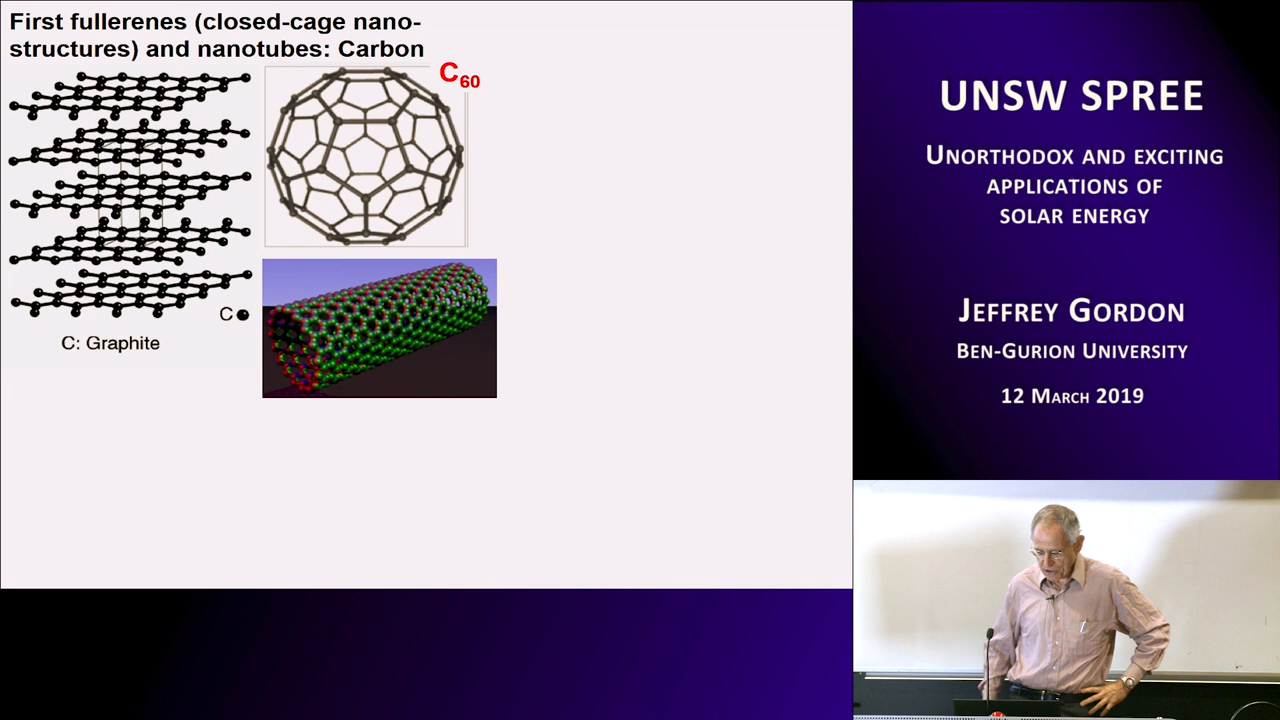 First fullerenes (closed-cage nano-
structures) and nanotubes: Carbon
C60
C
C: Graphite
UNSW SPREE
UNORTHODOX AND EXCITING
APPLICATIONS OF
SOLAR ENERGY
JEFFREY GORDON
BEN-GURION UNIVERSITY
12 MARCH 2019